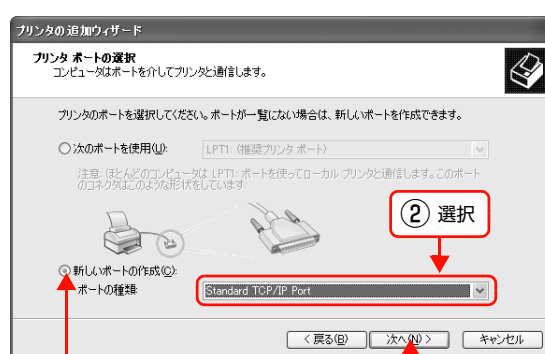 プリンタの追加ウィザード
プリンタ ポートの選択
コンピュータはポートを介してプリンタと通信します。
プリンタのポートを選択してください。ポートが一覧にない場合は、新しいポートを作成できます。
次のポートを使用(U):
LPT1: (推奨プリンタ ポート)
注意: ほとんどのコンピュータは LPT1: ポートを使ってローカル プリンタと通信します。このポート
のコネクタはこのような形状をしています:
② 選択
新しいポートの作成(C):
ポートの種類:
Standard TCP/IP Port
< 戻る(B)
次へ(N) >
キャンセル